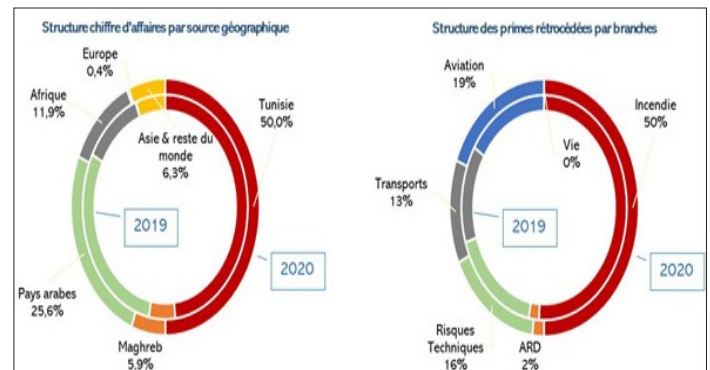 Structure chiffre d'affaires par source géographique
Europe
0,4%
Afrique
11,9%
Tunisie
50,0%
Asie & reste du
monde
6,3%
2019
2020
Pays arabes
25,6%
Maghreb
5,9%
Structure des primes rétrocédées par branches
Aviation
19%
Incendie
50%
Vie
0%
Transports
13%
2019
2020
Risques
Techniques
16%
ARD
2%